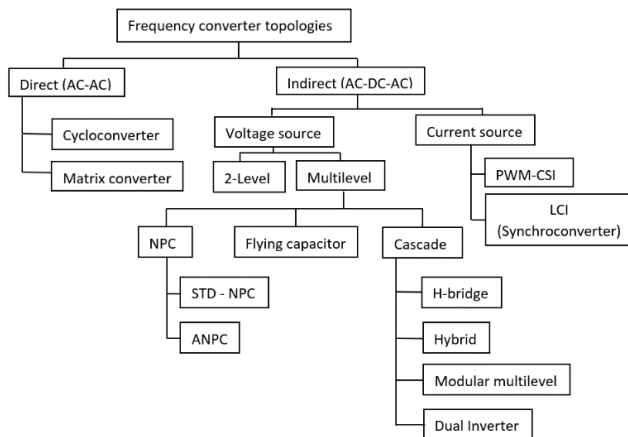 Frequency converter topologies
Direct (AC-AC)
Indirect (AC-DC-AC)
Cycloconverter
Matrix converter
Voltage source
Current source
2-Level
Multilevel
PWM-CSI
LCI
(Synchroconverter)
NPC
Flying capacitor
Cascade
STD - NPC
ANPC
H-bridge
Hybrid
Modular multilevel
Dual Inverter